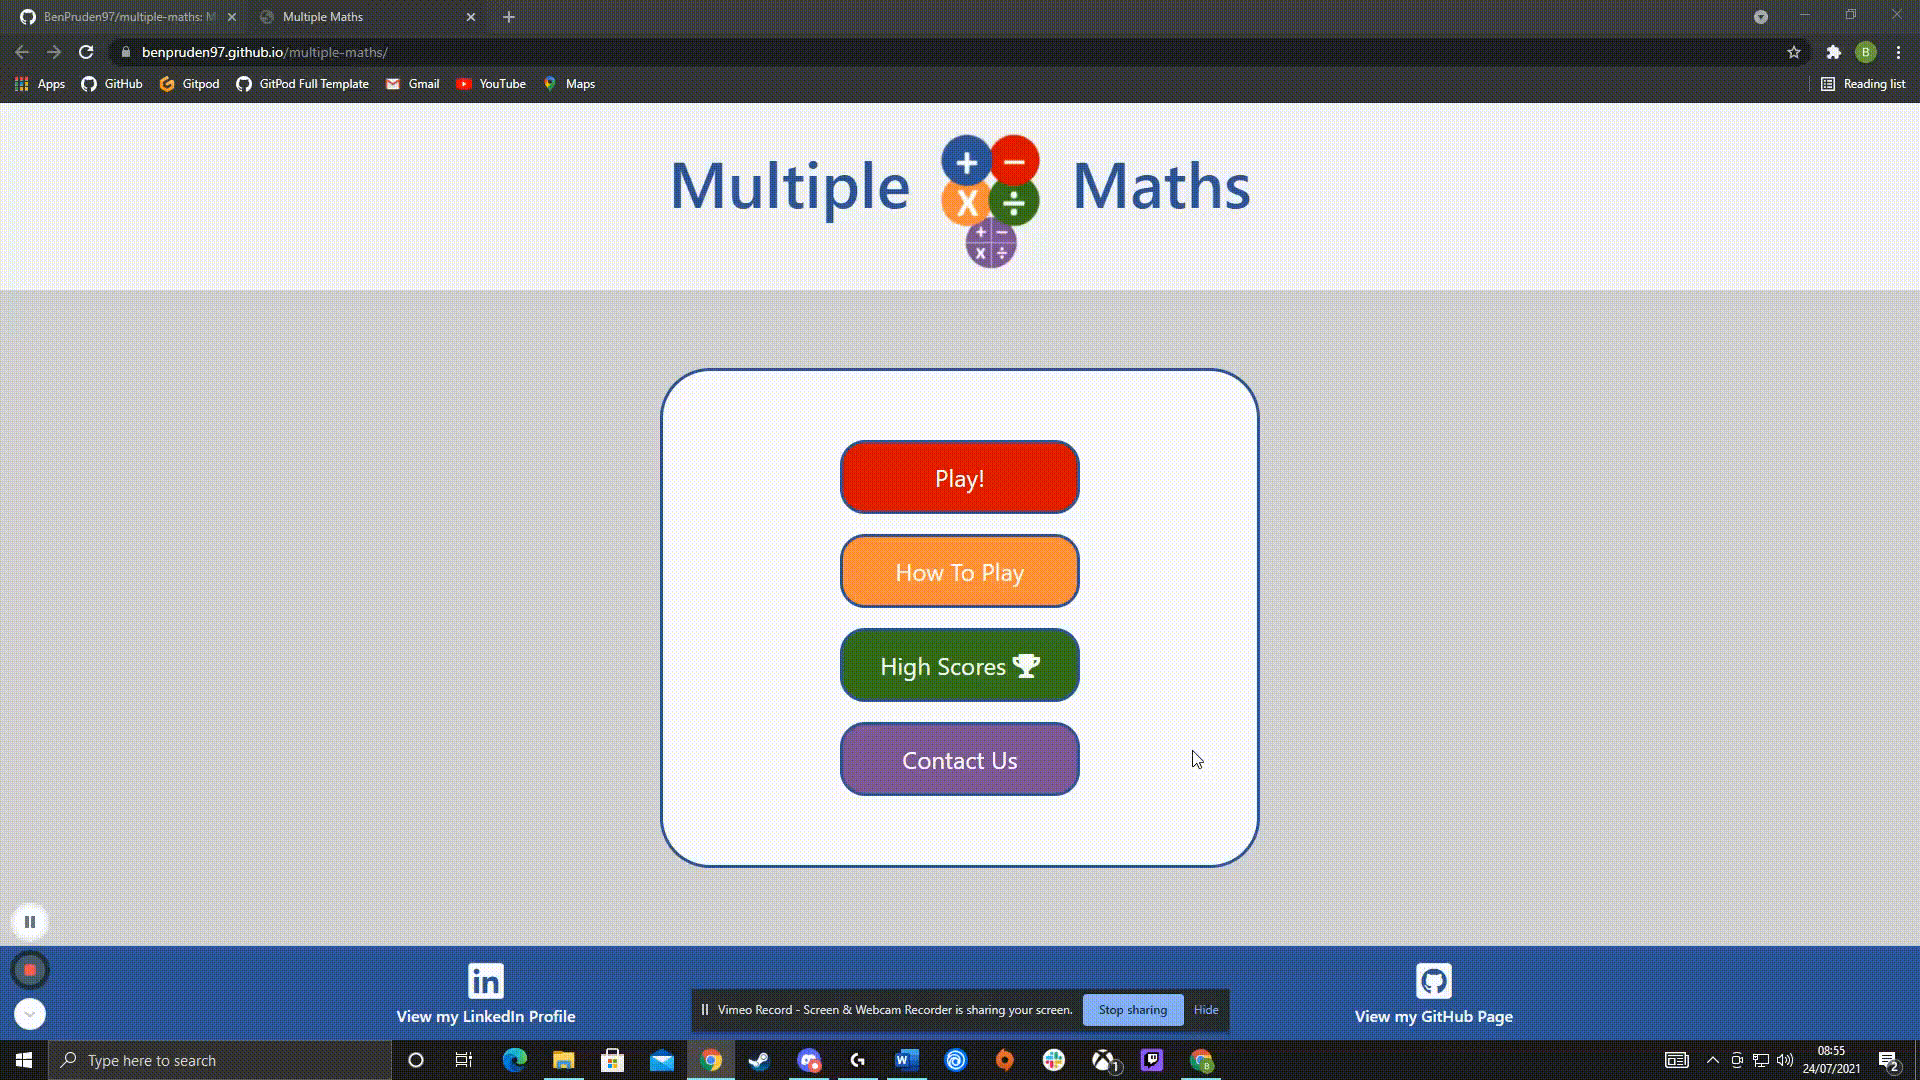 BenPruden97/multiple-maths: M
Multiple Maths
benpruden97.github.io/multiple-maths/
B
Apps GitHub Gitpod GitPod Full Template Gmail YouTube Maps Reading list
Multiple Maths
+ −
X ÷
+ −
x ÷
Play!
How To Play
High Scores
Contact Us
in
View my LinkedIn Profile
View my GitHub Page
Vimeo Record - Screen & Webcam Recorder is sharing your screen. Stop sharing Hide
Type here to search
W
1
B
08:55
24/07/2021
2